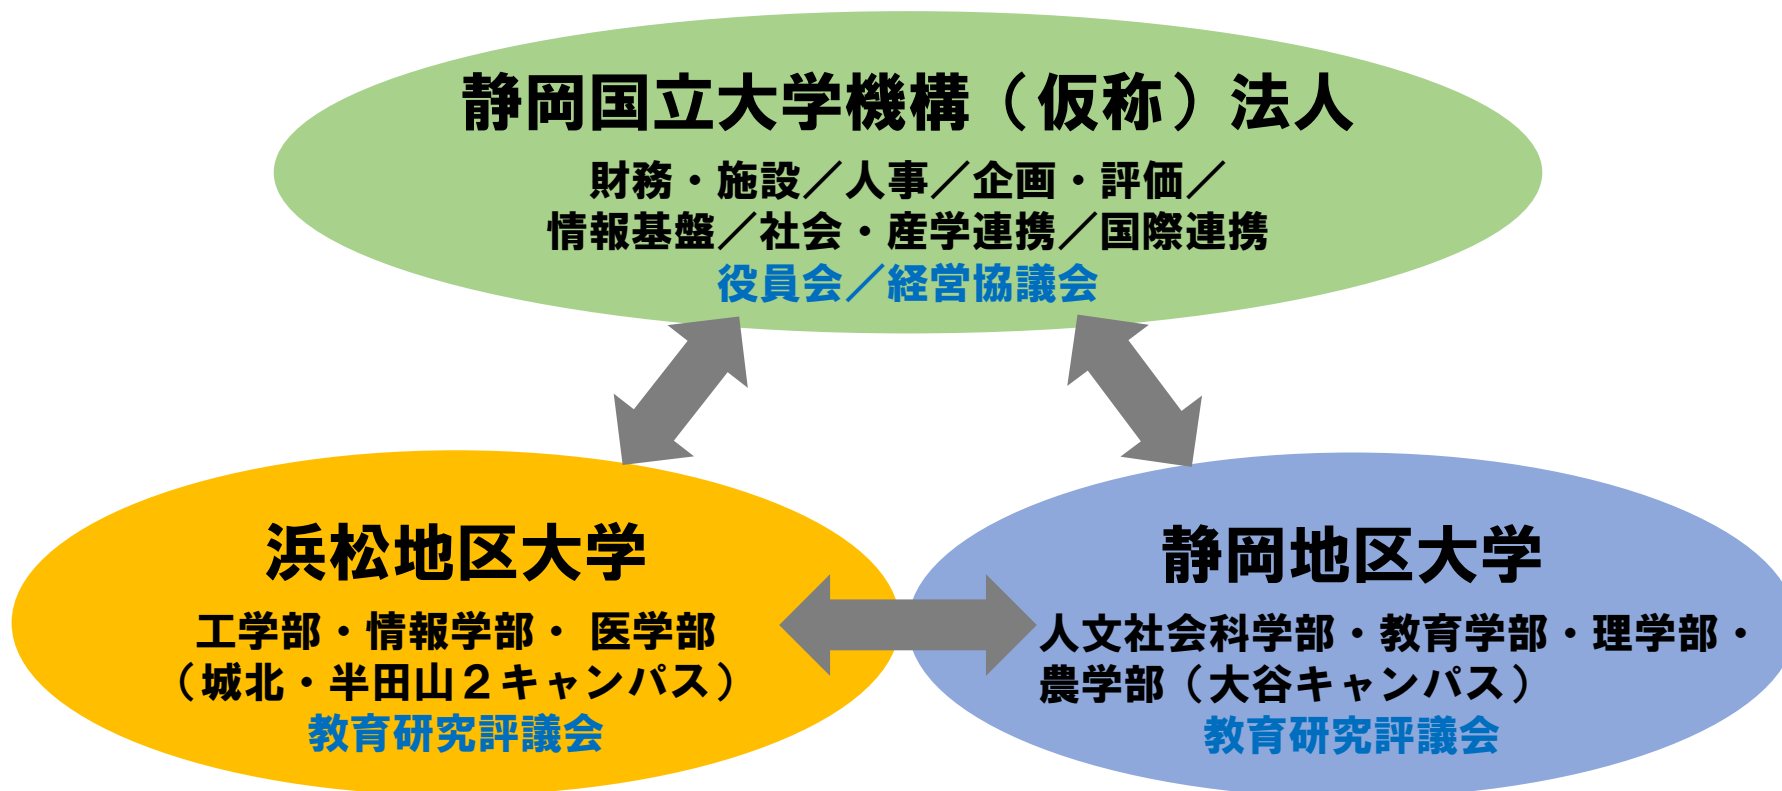 静岡国立大学機構（仮称）法人
財務・施設／人事／企画・評価／
情報基盤／社会・産学連携／国際連携
役員会／経営協議会
浜松地区大学
工学部・情報学部・ 医学部
（城北・半田山２キャンパス）
教育研究評議会
静岡地区大学
人文社会科学部・教育学部・理学部・
農学部（大谷キャンパス）
教育研究評議会